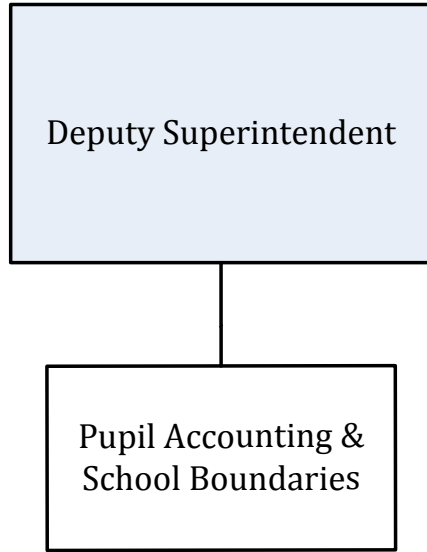 Deputy Superintendent
Pupil Accounting &
School Boundaries